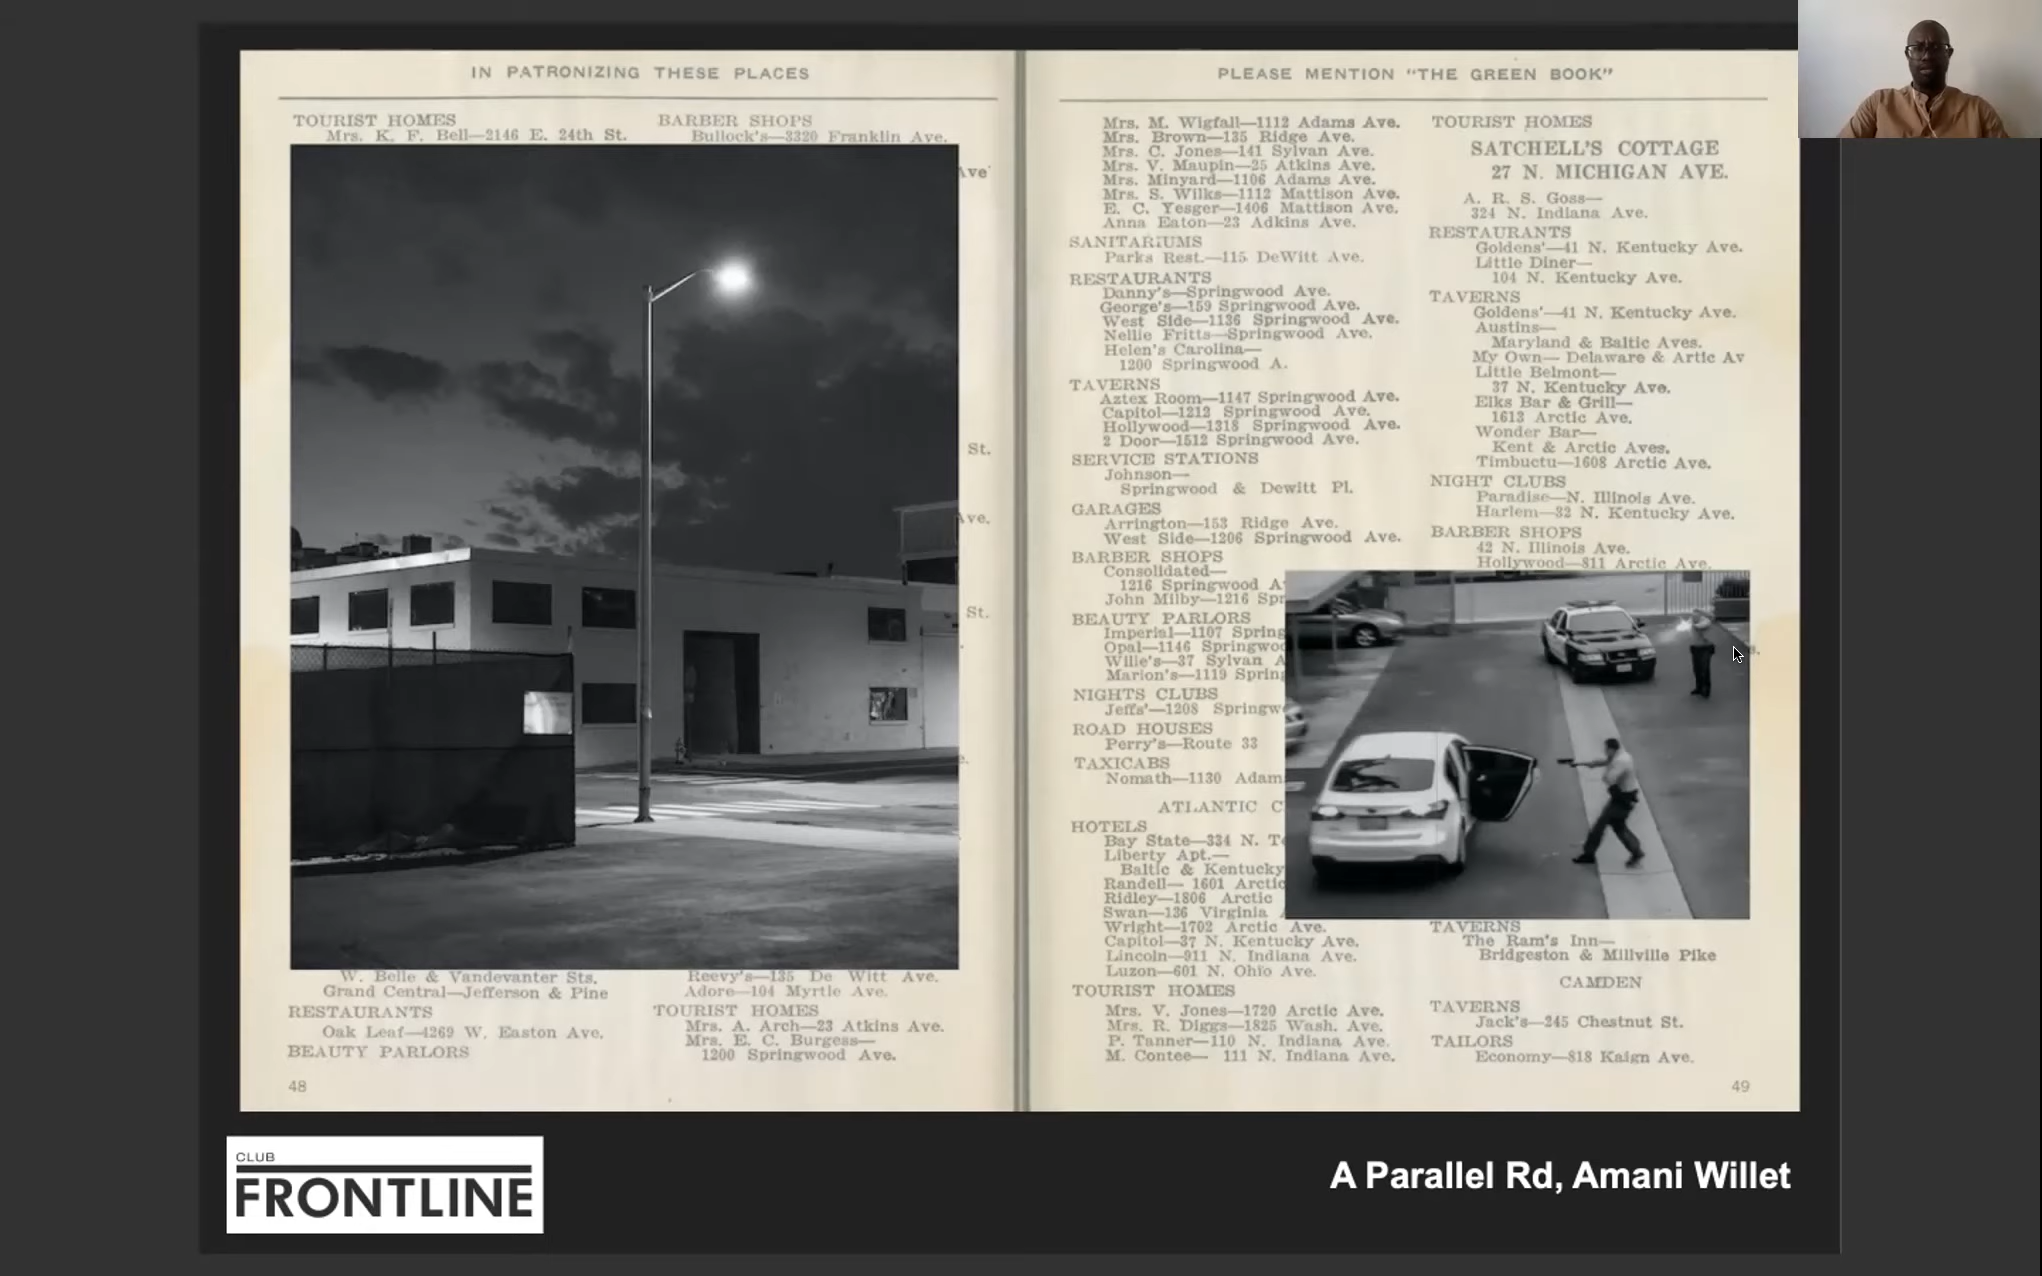 IN PATRONIZING THESE PLACES
TOURIST HOMES
Mrs. K. F. Bell—2146 E. 24th St.
BARBER SHOPS
Bullock's—3320 Franklin Ave.
Ave
St.
Ave.
St.
W. Belle & Vandevanter Sts.
Grand Central—Jefferson & Pine
RESTAURANTS
Oak Leaf—4269 W. Easton Ave.
BEAUTY PARLORS
Reevy's—135 De Witt Ave.
Adore—104 Myrtle Ave.
TOURIST HOMES
Mrs. A. Arch—23 Atkins Ave.
Mrs. E. C. Burgess—
1200 Springwood Ave.
48
PLEASE MENTION "THE GREEN BOOK"
Mrs. M. Wigfall—1112 Adams Ave.
Mrs. Brown—135 Ridge Ave.
Mrs. C. Jones—141 Sylvan Ave.
Mrs. V. Maupin—25 Atkins Ave.
Mrs. Minyard—1106 Adams Ave.
Mrs. S. Wilks—1112 Mattison Ave.
E. C. Yesger—1406 Mattison Ave.
Anna Eaton—23 Adkins Ave.
SANITARIUMS
Parks Rest.—115 DeWitt Ave.
RESTAURANTS
Danny's—Springwood Ave.
George's—159 Springwood Ave.
West Side—1136 Springwood Ave.
Nellie Fritts—Springwood Ave.
Helen's Carolina—
1200 Springwood A.
TAVERNS
Aztex Room—1147 Springwood Ave.
Capitol—1212 Springwood Ave.
Hollywood—1318 Springwood Ave.
2 Door—1512 Springwood Ave.
SERVICE STATIONS
Johnson—
Springwood & Dewitt Pl.
GARAGES
Arrington—153 Ridge Ave.
West Side—1206 Springwood Ave.
BARBER SHOPS
Consolidated—
1216 Springwood A
John Milby—1216 Spr
BEAUTY PARLORS
Imperial—1107 Spring
Opal—1146 Springwoo
Wilie's—37 Sylvan A
Marion's—1119 Spring
NIGHTS CLUBS
Jeffs'—1208 Springw
ROAD HOUSES
Perry's—Route 33
TAXICABS
Nomath—1130 Adam
ATLANTIC C
HOTELS
Bay State—334 N. T
Liberty Apt.—
Baltic & Kentucky
Randell— 1601 Arctic
Ridley—1806 Arctic
Swan—136 Virginia
Wright—1702 Arctic Ave.
Capitol—37 N. Kentucky Ave.
Lincoln—911 N. Indiana Ave.
Luzon—601 N. Ohio Ave.
TOURIST HOMES
Mrs. V. Jones—1720 Arctic Ave.
Mrs. R. Diggs—1825 Wash. Ave.
P. Tanner—110 N. Indiana Ave.
M. Contee— 111 N. Indiana Ave.
TOURIST HOMES
SATCHELL'S COTTAGE
27 N. MICHIGAN AVE.
A. R. S. Goss—
324 N. Indiana Ave.
RESTAURANTS
Goldens'—41 N. Kentucky Ave.
Little Diner—
104 N. Kentucky Ave.
TAVERNS
Goldens'—41 N. Kentucky Ave.
Austins—
Maryland & Baltic Aves.
My Own— Delaware & Artic Av
Little Belmont—
37 N. Kentucky Ave.
Elks Bar & Grill—
1613 Arctic Ave.
Wonder Bar—
Kent & Arctic Aves.
Timbuctu—1608 Arctic Ave.
NIGHT CLUBS
Paradise—N. Illinois Ave.
Harlem—32 N. Kentucky Ave.
BARBER SHOPS
42 N. Illinois Ave.
Hollywood—811 Arctic Ave.
TAVERNS
The Ram's Inn—
Bridgeston & Millville Pike
CAMDEN
TAVERNS
Jack's—245 Chestnut St.
TAILORS
Economy—818 Kaign Ave.
49
CLUB
FRONTLINE
A Parallel Rd, Amani Willet